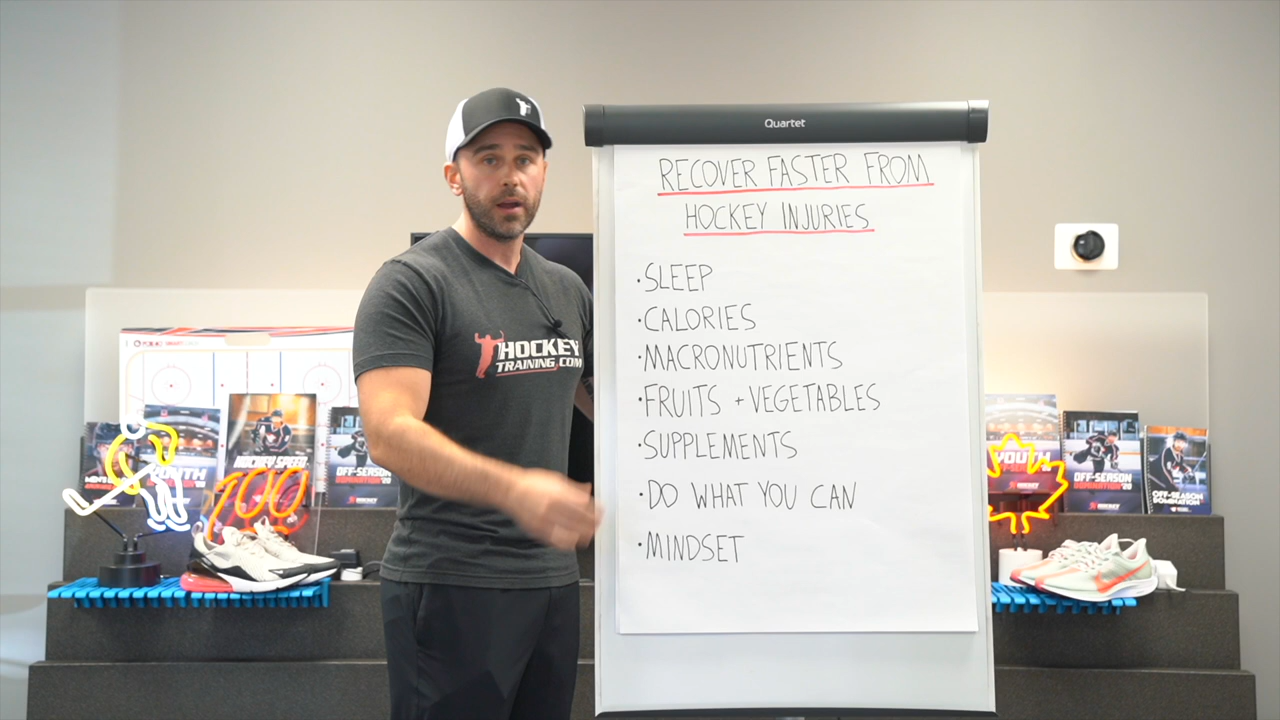 Quartet
RECOVER FASTER FROM
HOCKEY INJURIES
•SLEEP
•CALORIES
•MACRONUTRIENTS
•FRUITS + VEGETABLES
•SUPPLEMENTS
•DO WHAT YOU CAN
•MINDSET
HOCKEY
TRAINING.COM
HOCKEY SPEED
100
OFF-SEASON
DOMINATION
YOUTH
OFF-SEASON
DOMINATION
OFF-SEASON
DOMINATION